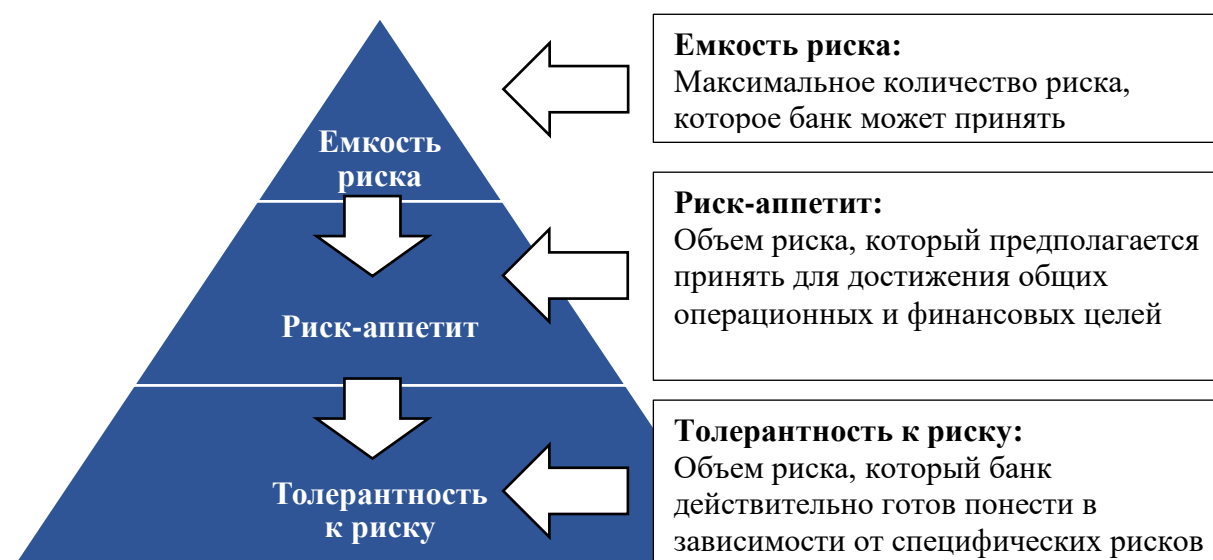 Емкость
риска
Риск-аппетит
Толерантность
к риску
Емкость риска:
Максимальное количество риска,
которое банк может принять
Риск-аппетит:
Объем риска, который предполагается
принять для достижения общих
операционных и финансовых целей
Толерантность к риску:
Объем риска, который банк
действительно готов понести в
зависимости от специфических рисков